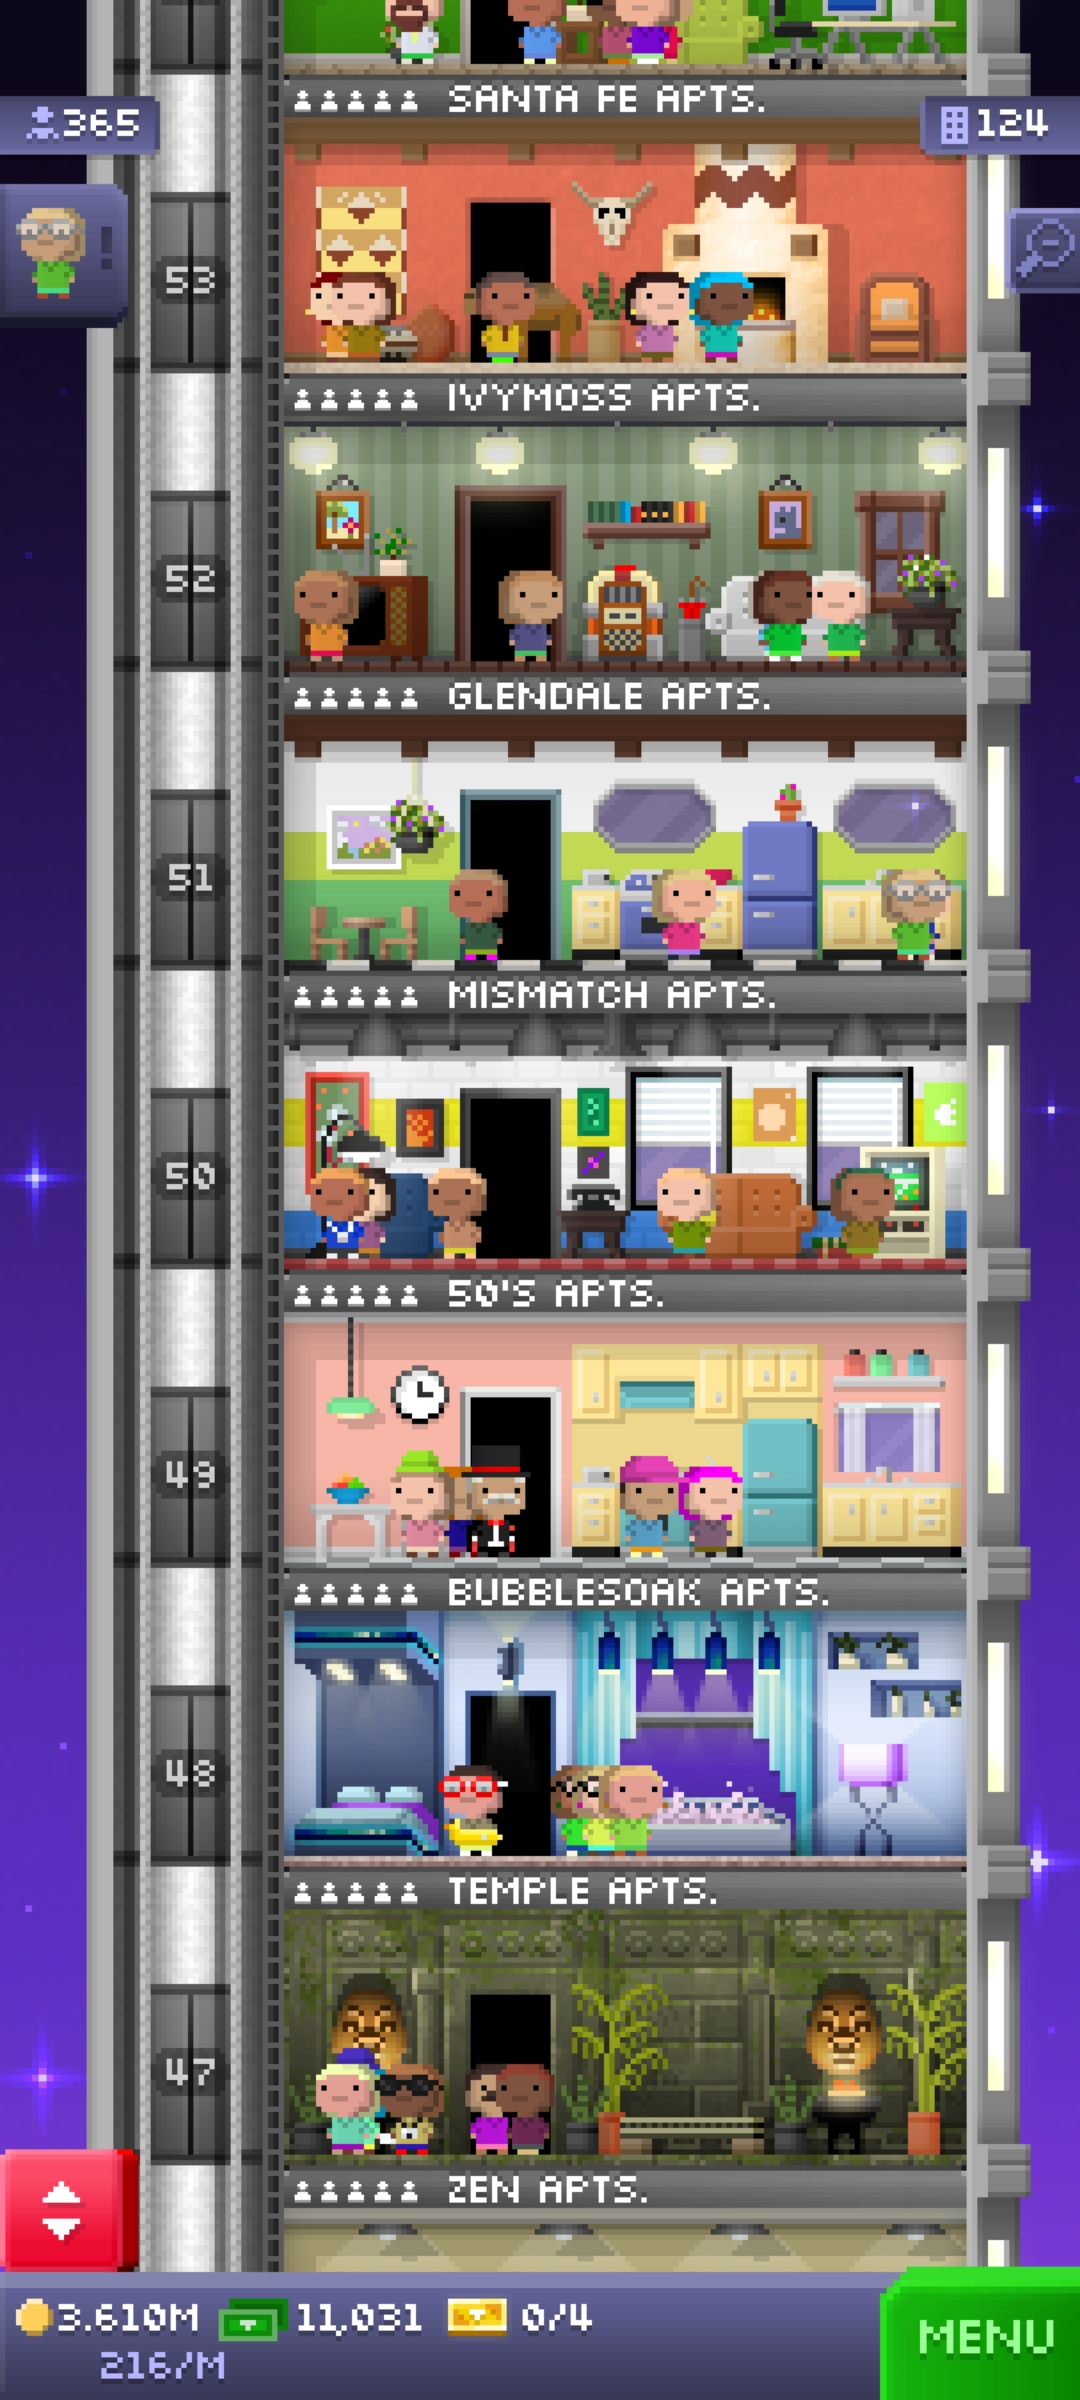 SANTA FE APTS.
365
124
!
53
IVYMOSS APTS.
52
GLENDALE APTS.
51
MISMATCH APTS.
50
50'S APTS.
49
BUBBLESOAK APTS.
48
TEMPLE APTS.
47
ZEN APTS.
3.610M 11,031 0/4
216/M
MENU